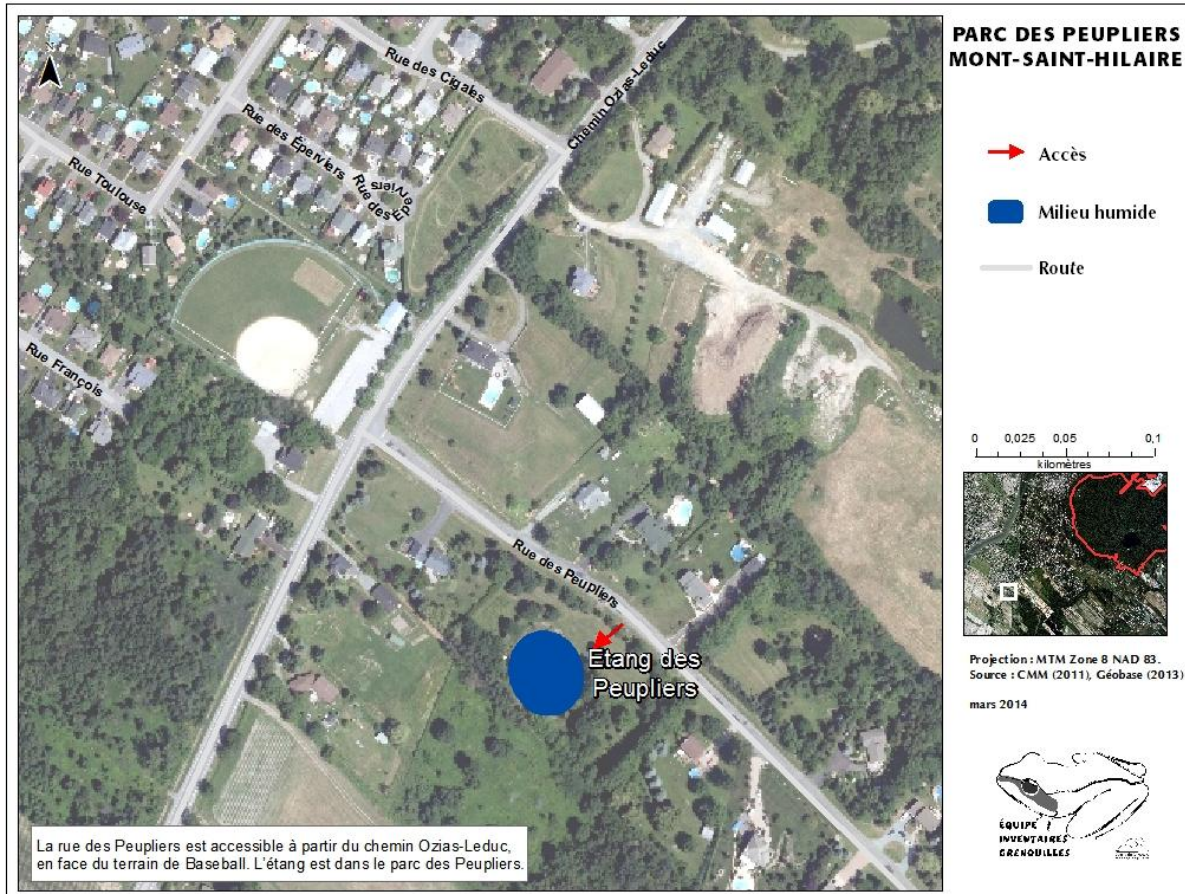 PARC DES PEUPLIERS
MONT-SAINT-HILAIRE
Accès
Milieu humide
Route
0 0,025 0,05 0,1
kilomètres
Projection : MTM Zone 8 NAD 83.
Source : CMM (2011), Géobase (2013)
mars 2014
ÉQUIPE
INVENTAIRES
GRENOUILLES
Rue des Cigales
Chemin Ozias-Leduc
Rue des Éperviers
Rue des
Éperviers
Rue Toulouse
Rue François
Rue des Peupliers
Etang des
Peupliers
La rue des Peupliers est accessible à partir du chemin Ozias-Leduc,
en face du terrain de Baseball. L'étang est dans le parc des Peupliers.